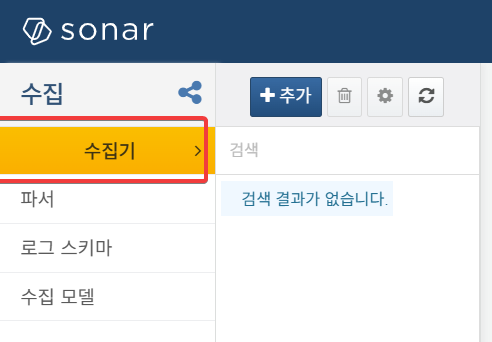 sonar
수집
추가
수집기
검색
검색 결과가 없습니다.
파서
로그 스키마
수집 모델